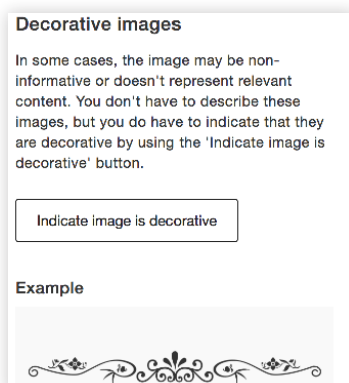 Decorative images
In some cases, the image may be non-
informative or doesn't represent relevant
content. You don't have to describe these
images, but you do have to indicate that they
are decorative by using the 'Indicate image is
decorative' button.
Indicate image is decorative
Example